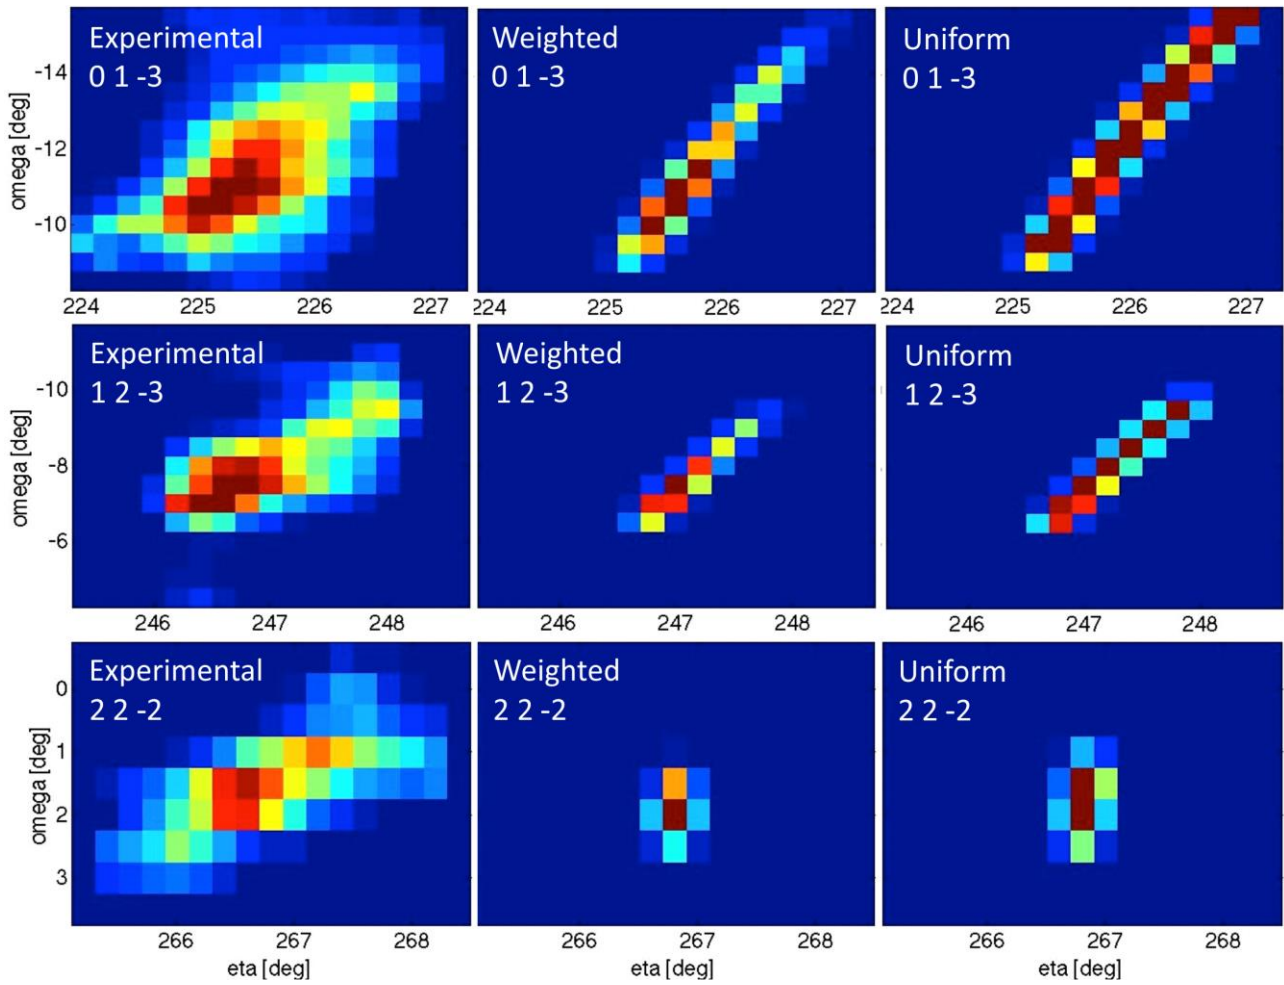 Experimental
0 1 -3
Weighted
0 1 -3
Uniform
0 1 -3
omega [deg]
-14
-12
-10
224 225 226 227
224 225 226 227
224 225 226 227
Experimental
1 2 -3
Weighted
1 2 -3
Uniform
1 2 -3
omega [deg]
-10
-8
-6
246 247 248
246 247 248
246 247 248
Experimental
2 2 -2
Weighted
2 2 -2
Uniform
2 2 -2
omega [deg]
0
1
2
3
266 267 268
266 267 268
266 267 268
eta [deg]
eta [deg]
eta [deg]